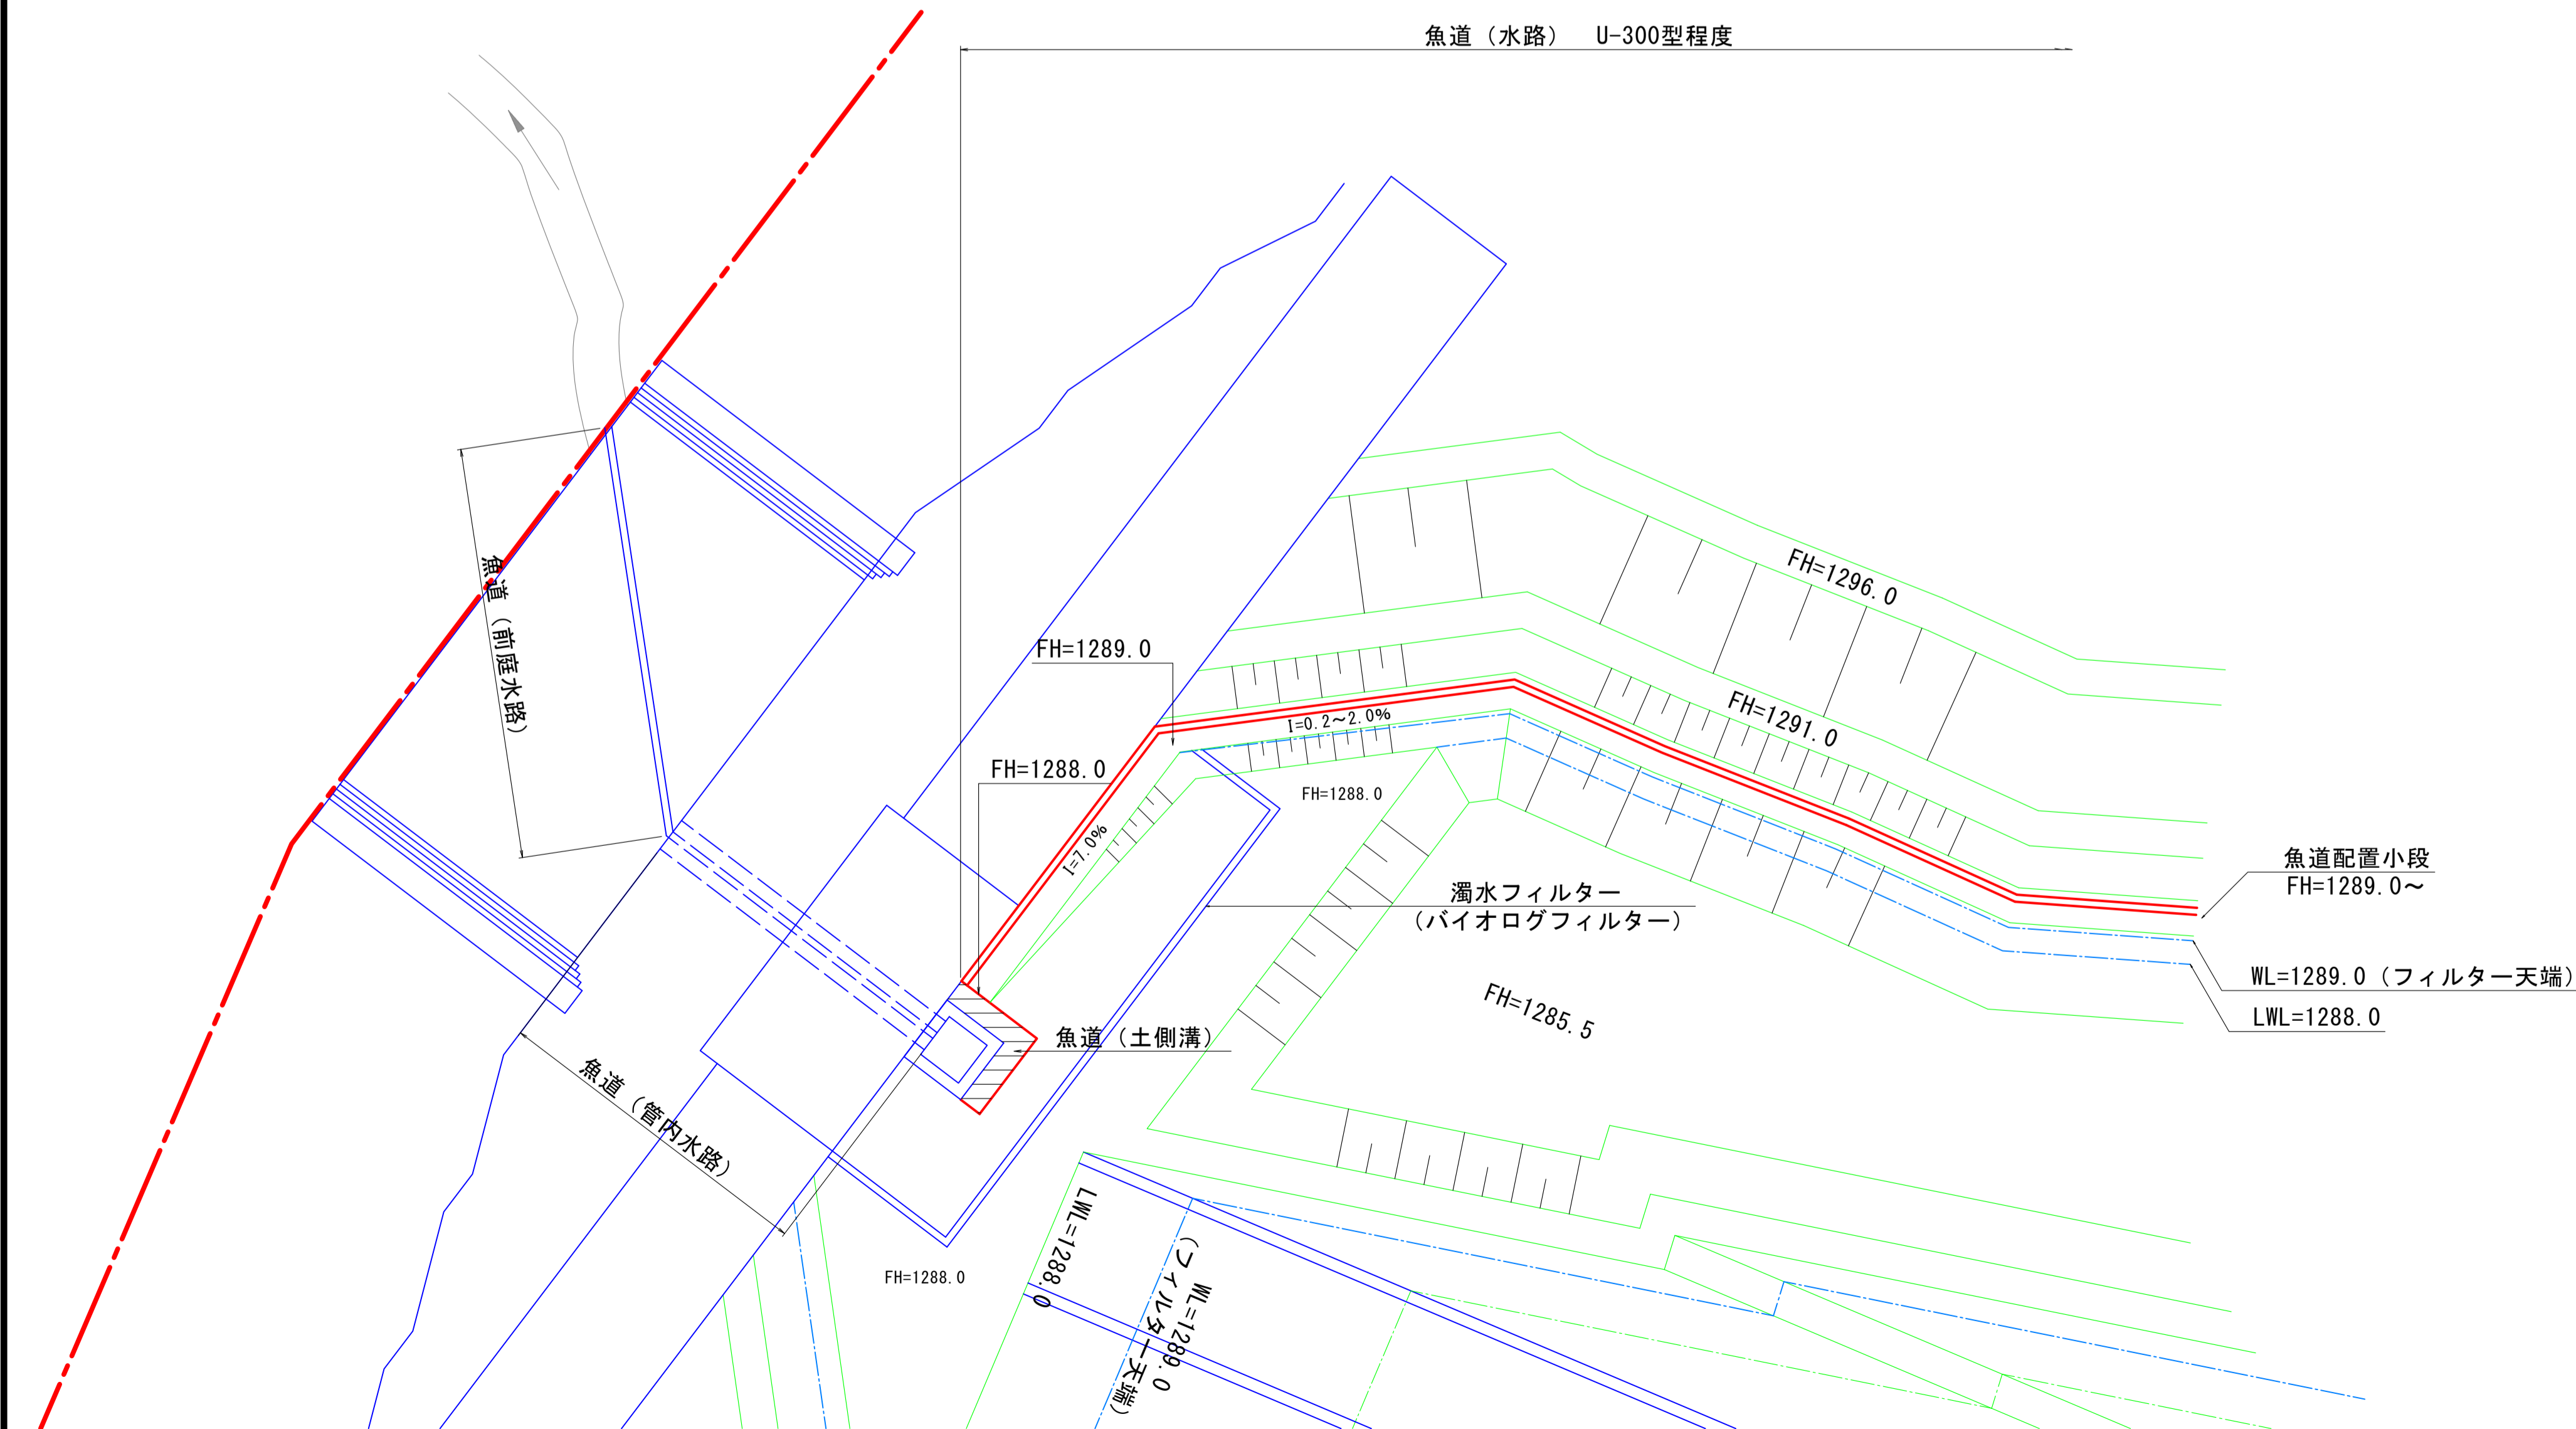 魚道（水路）　U-300型程度
魚道（前庭水路）
FH=1296.0
FH=1289.0
FH=1291.0
I=0.2～2.0%
FH=1288.0
FH=1288.0
I=7.0%
魚道配置小段
FH=1289.0～
濁水フィルター
（バイオログフィルター）
WL=1289.0（フィルター天端）
LWL=1288.0
FH=1285.5
魚道（土側溝）
魚道（管内水路）
LWL=1288.0
WL=1289.0
（フィルター天端）
FH=1288.0